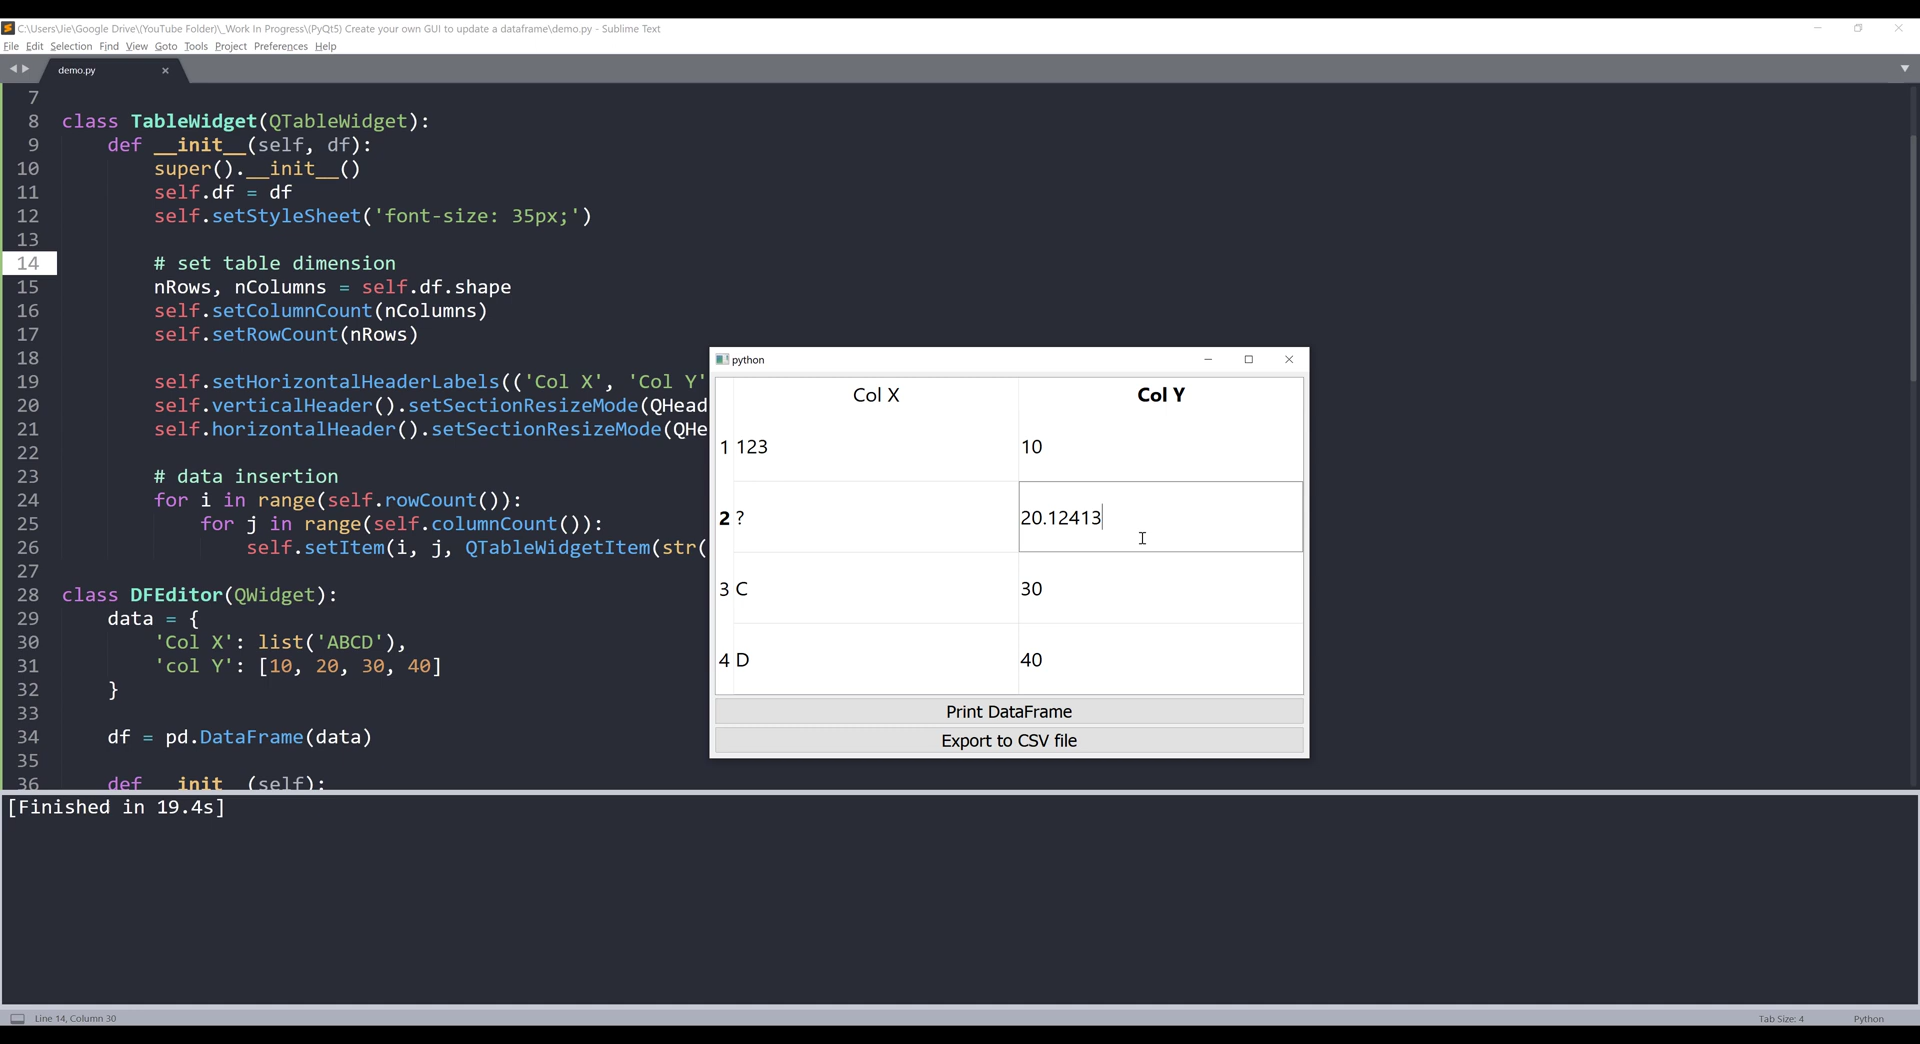 C:\Users\Jie\Google Drive\(YouTube Folder)\_Work In Progress\(PyQt5) Create your own GUI to update a dataframe\demo.py - Sublime Text
File Edit Selection Find View Goto Tools Project Preferences Help
demo.py
7
8 class TableWidget(QTableWidget):
9 def __init__(self, df):
10 super().__init__()
11 self.df = df
12 self.setStyleSheet('font-size: 35px;')
13
14 # set table dimension
15 nRows, nColumns = self.df.shape
16 self.setColumnCount(nColumns)
17 self.setRowCount(nRows)
18
19 self.setHorizontalHeaderLabels(('Col X', 'Col Y'
20 self.verticalHeader().setSectionResizeMode(QHead
21 self.horizontalHeader().setSectionResizeMode(QHe
22
23 # data insertion
24 for i in range(self.rowCount()):
25 for j in range(self.columnCount()):
26 self.setItem(i, j, QTableWidgetItem(str(
27
28 class DFEditor(QWidget):
29 data = {
30 'Col X': list('ABCD'),
31 'col Y': [10, 20, 30, 40]
32 }
33
34 df = pd.DataFrame(data)
35
36 def __init__(self):
python
Col X Col Y
1 123 10
2 ? 20.12413
3 C 30
4 D 40
Print DataFrame
Export to CSV file
[Finished in 19.4s]
Line 14, Column 30
Tab Size: 4
Python